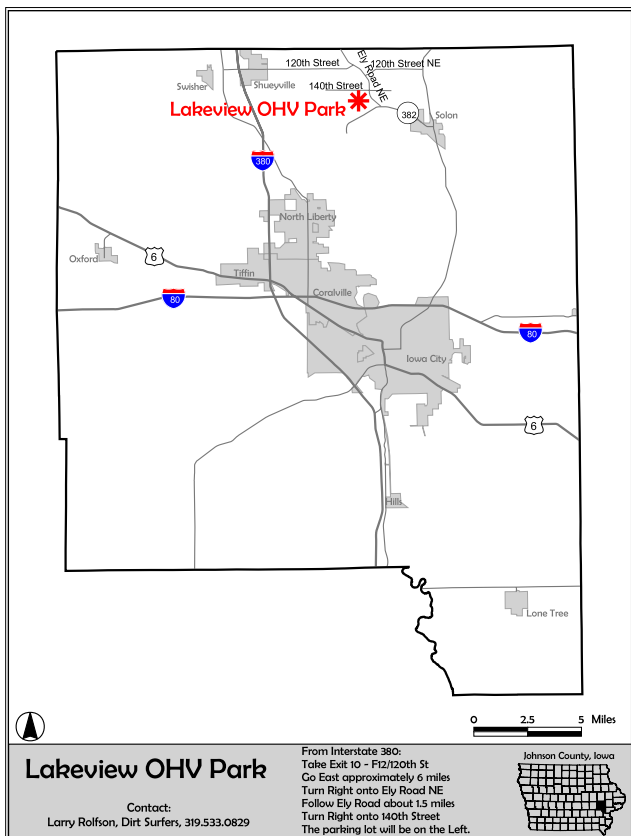 120th Street
Ely Road NE
120th Street NE
Swisher
Shueyville
140th Street
Lakeview OHV Park
382
Solon
380
North Liberty
Oxford
6
Tiffin
80
Coralville
80
Iowa City
6
Hills
Lone Tree
0 2.5 5 Miles
Lakeview OHV Park
Contact:
Larry Rolfson, Dirt Surfers, 319.533.0829
From Interstate 380:
Take Exit 10 - F12/120th St
Go East approximately 6 miles
Turn Right onto Ely Road NE
Follow Ely Road about 1.5 miles
Turn Right onto 140th Street
The parking lot will be on the Left.
Johnson County, Iowa